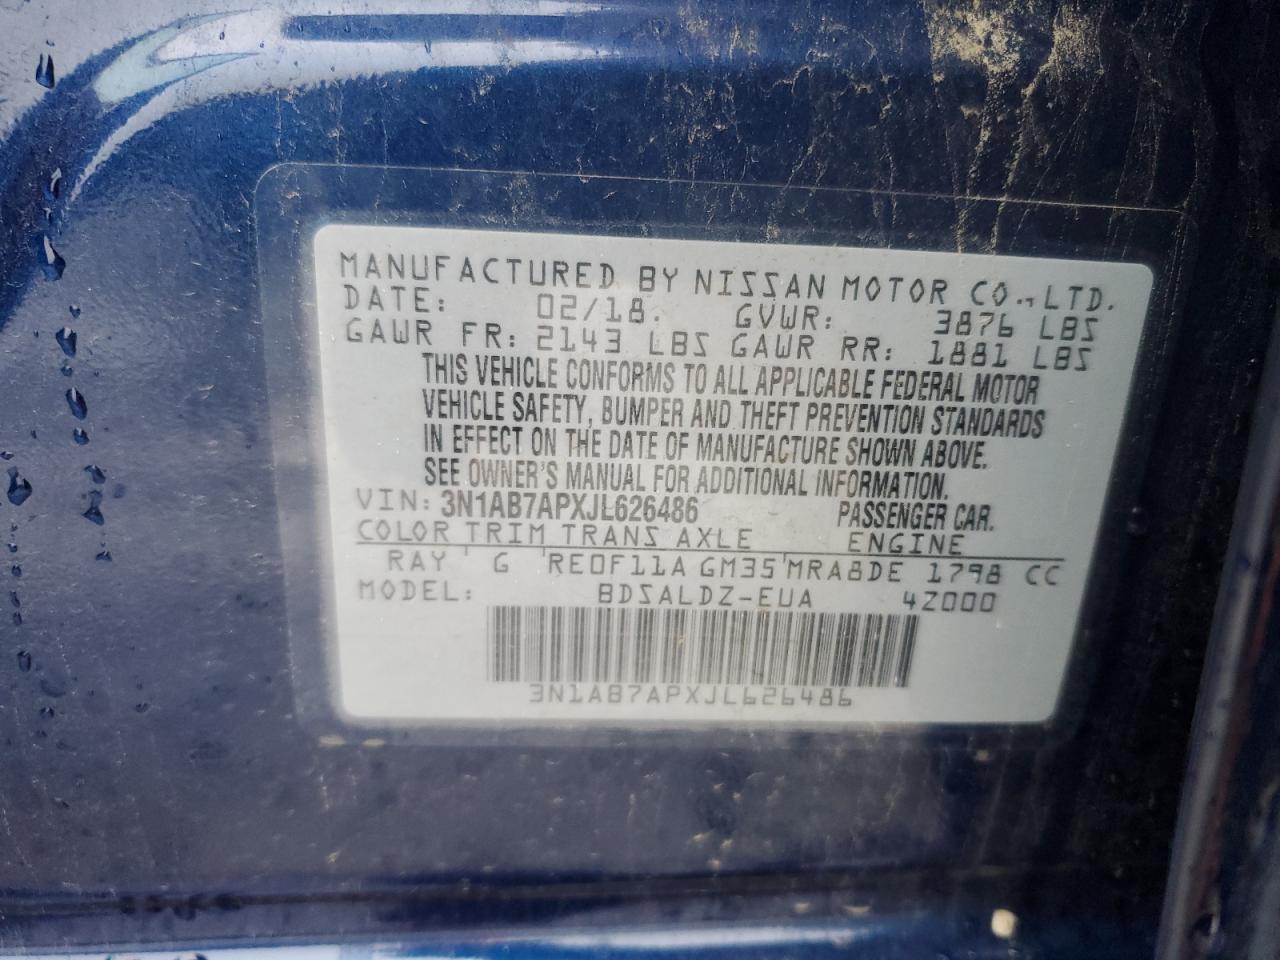 MANUFACTURED BY NISSAN MOTOR CO., LTD.
DATE: 02/18. GVWR: 3876 LBS
GAWR FR: 2143 LBS GAWR RR: 1881 LBS
THIS VEHICLE CONFORMS TO ALL APPLICABLE FEDERAL MOTOR
VEHICLE SAFETY, BUMPER AND THEFT PREVENTION STANDARDS
IN EFFECT ON THE DATE OF MANUFACTURE SHOWN ABOVE.
SEE OWNER'S MANUAL FOR ADDITIONAL INFORMATION.
VIN: 3N1AB7APXJL626486 PASSENGER CAR.
COLOR TRIM TRANS AXLE ENGINE
RAY G RE0F11A GM35 MRA8DE 1798 CC
MODEL: BDSALDZ-EUA 42000
3N1AB7APXJL626486